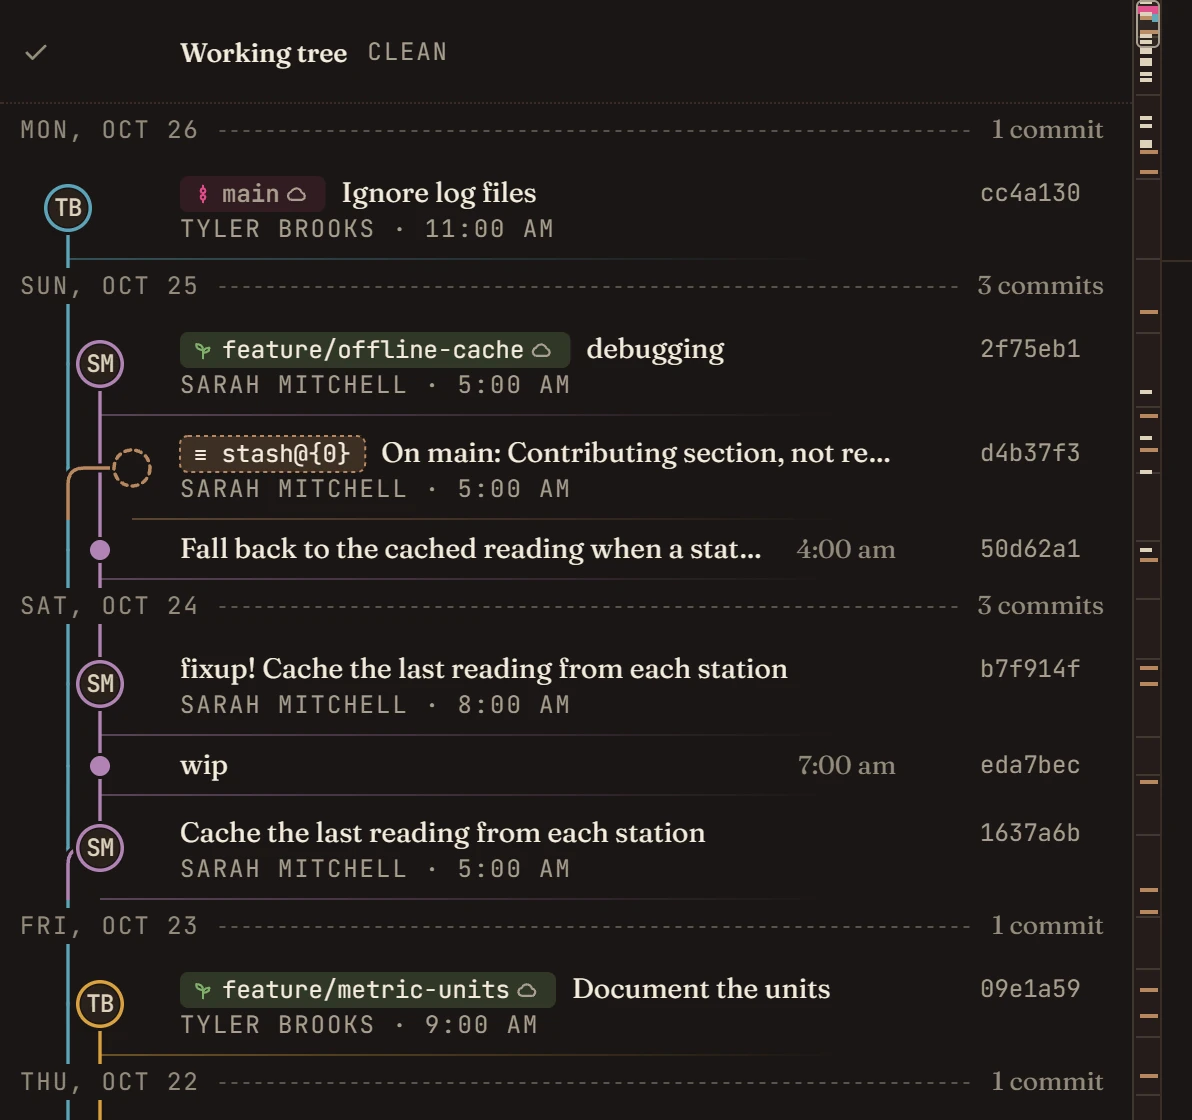 Working tree CLEAN
MON, OCT 26 1 commit
TB main Ignore log files cc4a130
TYLER BROOKS · 11:00 AM
SUN, OCT 25 3 commits
SM feature/offline-cache debugging 2f75eb1
SARAH MITCHELL · 5:00 AM
stash@{0} On main: Contributing section, not re... d4b37f3
SARAH MITCHELL · 5:00 AM
Fall back to the cached reading when a stat... 4:00 am 50d62a1
SAT, OCT 24 3 commits
SM fixup! Cache the last reading from each station b7f914f
SARAH MITCHELL · 8:00 AM
wip 7:00 am eda7bec
SM Cache the last reading from each station 1637a6b
SARAH MITCHELL · 5:00 AM
FRI, OCT 23 1 commit
TB feature/metric-units Document the units 09e1a59
TYLER BROOKS · 9:00 AM
THU, OCT 22 1 commit